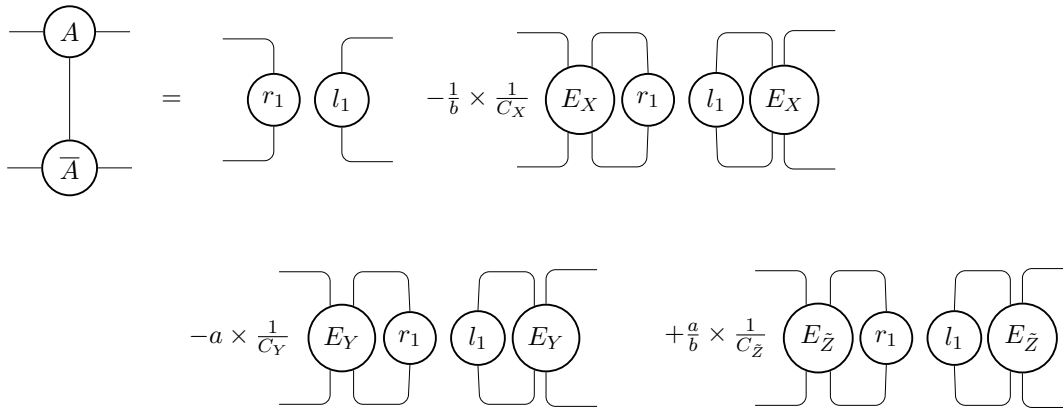 A
= r₁ l₁ −1/b × 1/C_X E_X r₁ l₁ E_X
A̅
−a × 1/C_Y E_Y r₁ l₁ E_Y +a/b × 1/C_Z̃ E_Z̃ r₁ l₁ E_Z̃